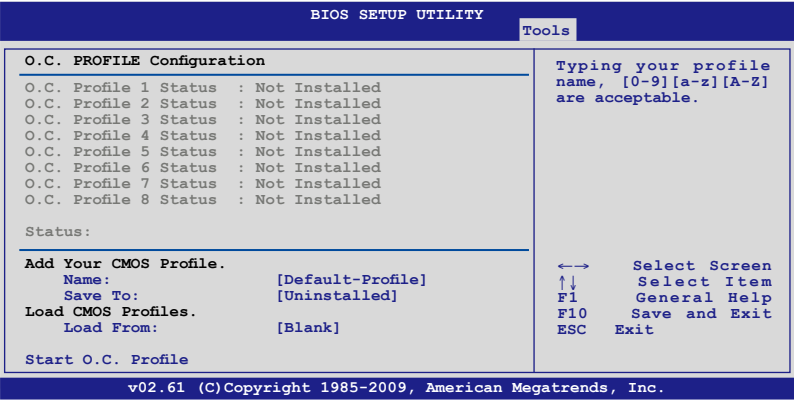 BIOS SETUP UTILITY
Tools
O.C. PROFILE Configuration
O.C. Profile 1 Status : Not Installed
O.C. Profile 2 Status : Not Installed
O.C. Profile 3 Status : Not Installed
O.C. Profile 4 Status : Not Installed
O.C. Profile 5 Status : Not Installed
O.C. Profile 6 Status : Not Installed
O.C. Profile 7 Status : Not Installed
O.C. Profile 8 Status : Not Installed
Status:
Add Your CMOS Profile.
Name: [Default-Profile]
Save To: [Uninstalled]
Load CMOS Profiles.
Load From: [Blank]
Start O.C. Profile
Typing your profile
name, [0-9][a-z][A-Z]
are acceptable.
←→ Select Screen
↑↓ Select Item
F1 General Help
F10 Save and Exit
ESC Exit
v02.61 (C)Copyright 1985-2009, American Megatrends, Inc.